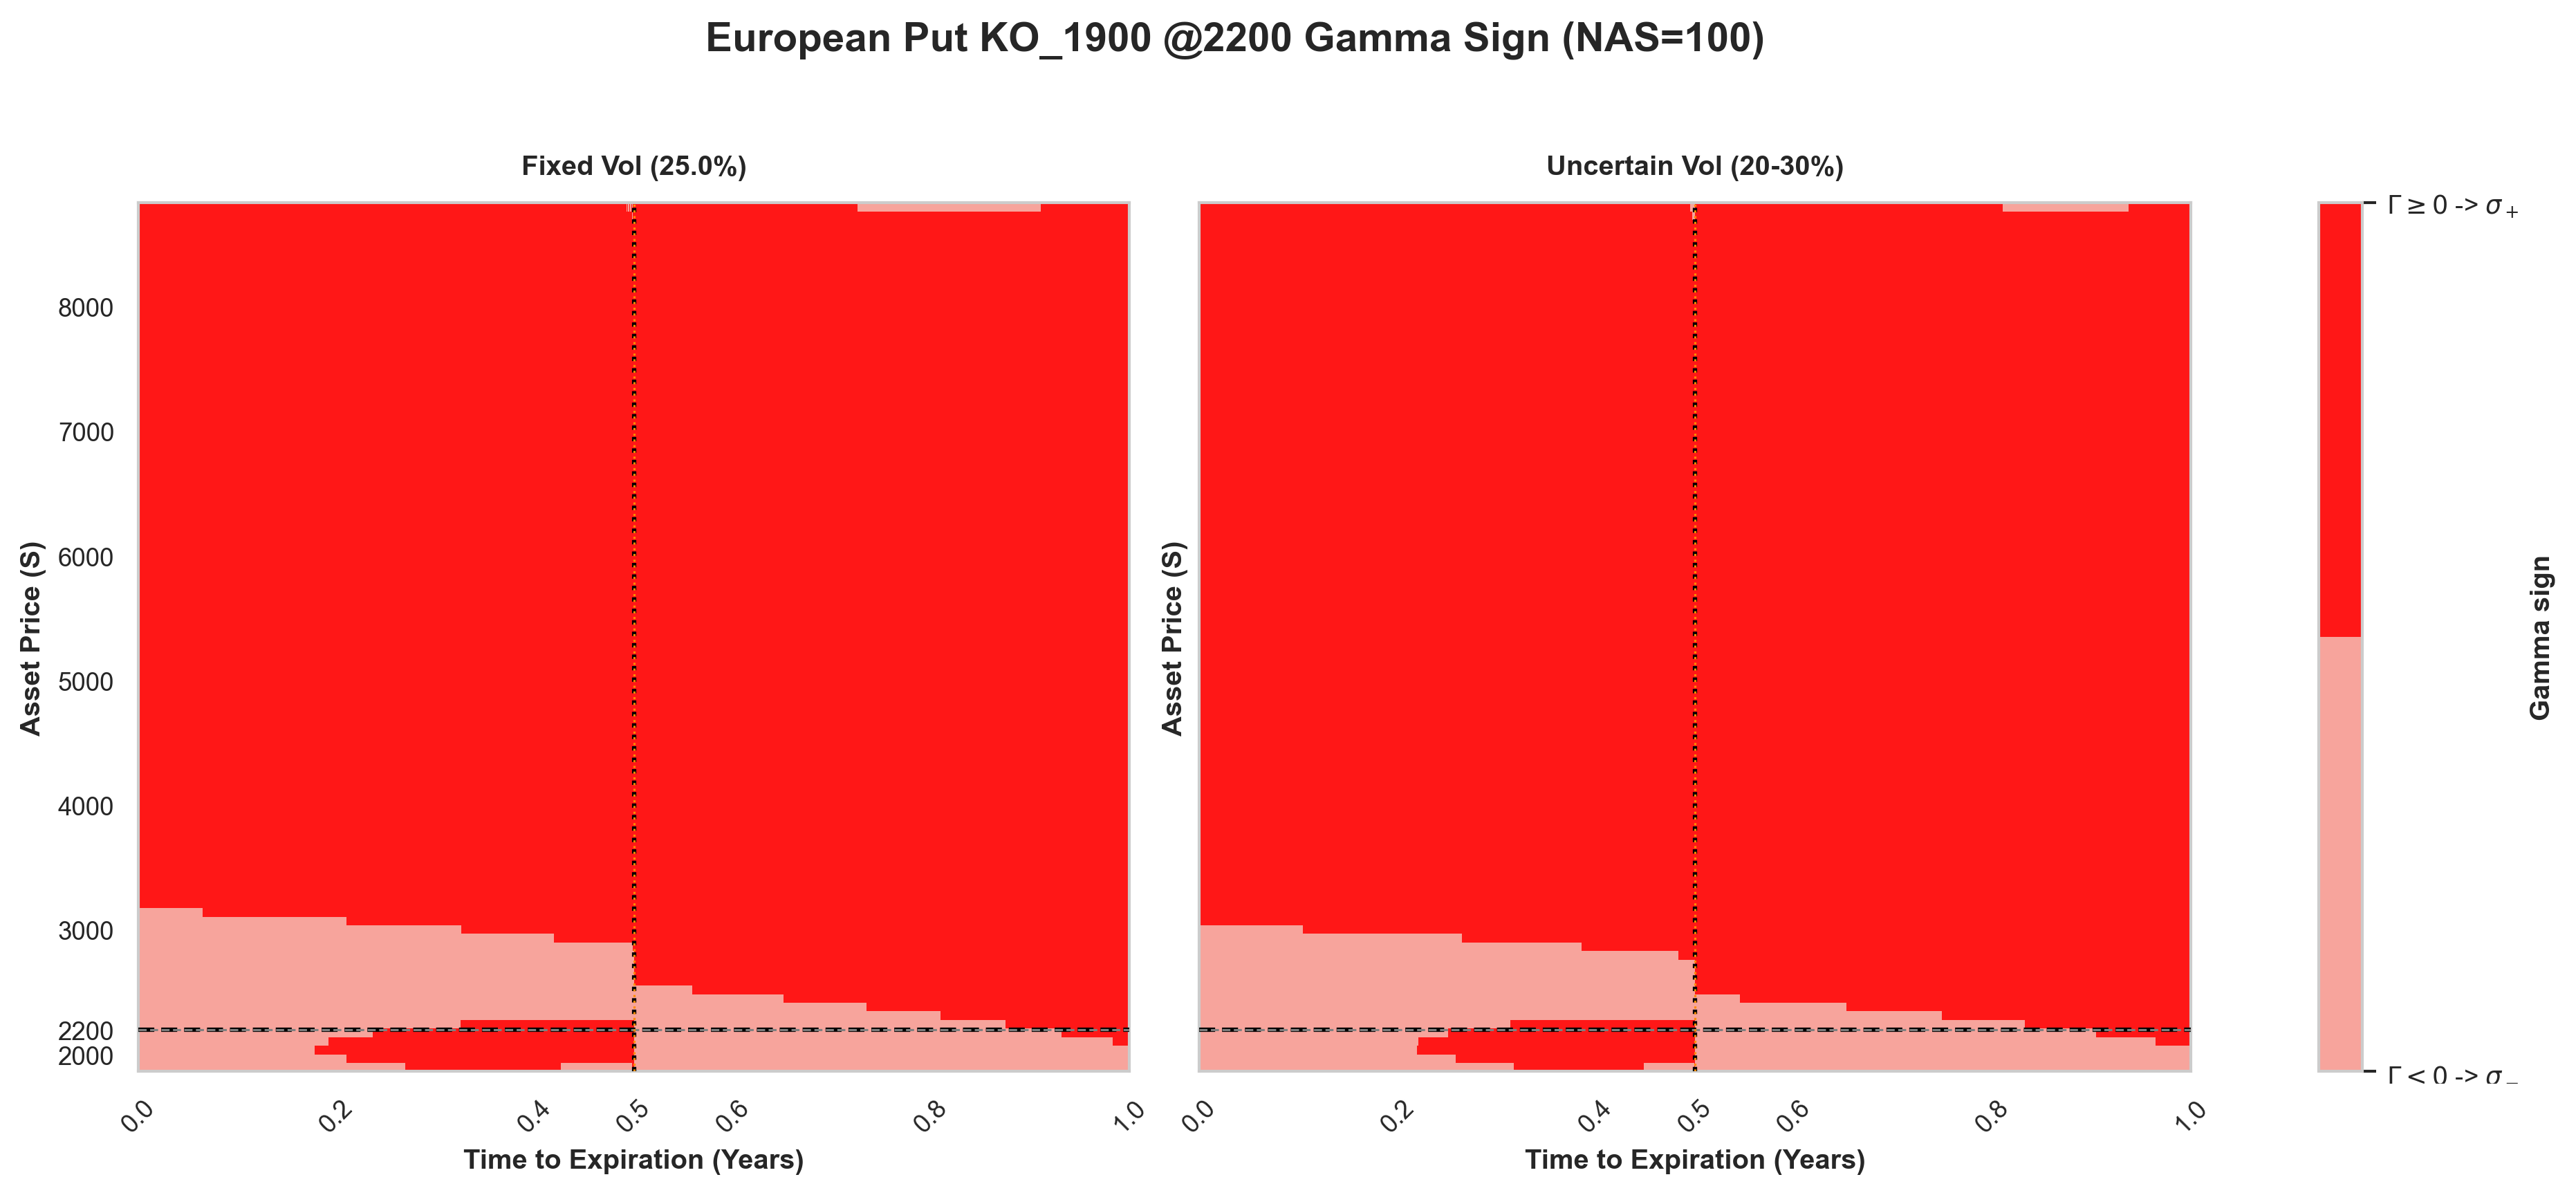 European Put KO_1900 @2200 Gamma Sign (NAS=100)
Fixed Vol (25.0%)
Asset Price (S)
8000
7000
6000
5000
4000
3000
2200
2000
0.0
0.2
0.4
0.5
0.6
0.8
1.0
Time to Expiration (Years)
Uncertain Vol (20-30%)
Asset Price (S)
0.0
0.2
0.4
0.5
0.6
0.8
1.0
Time to Expiration (Years)
Γ ≥ 0 -> σ₊
Γ < 0 -> σ₋
Gamma sign